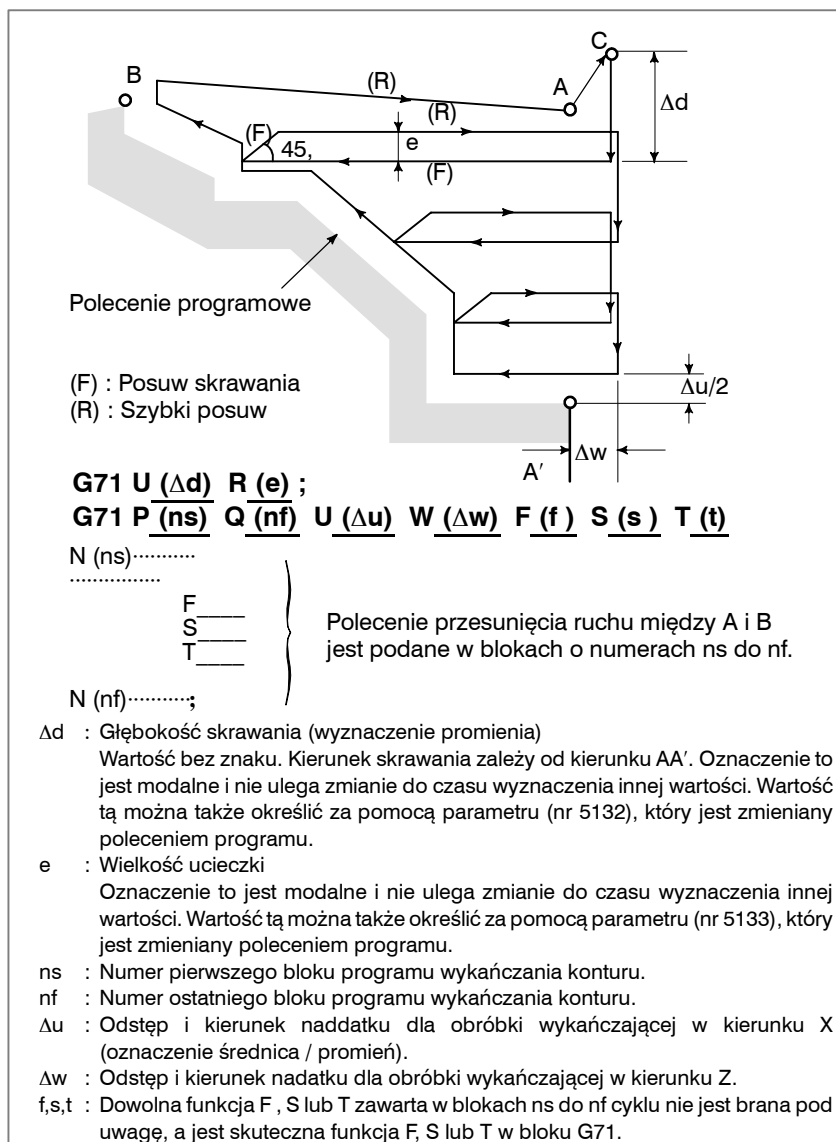 C
B
(R)
A
Δd
(R)
(F)
e
45,
(F)
Polecenie programowe
(F) : Posuw skrawania
(R) : Szybki posuw
Δu/2
A′
Δw
G71 U (Δd) R (e) ;
G71 P (ns) Q (nf) U (Δu) W (Δw) F (f ) S (s ) T (t)
N (ns)···········
················
F____
S____
T____
Polecenie przesunięcia ruchu między A i B
jest podane w blokach o numerach ns do nf.
N (nf)···········;
Δd : Głębokość skrawania (wyznaczenie promienia)
Wartość bez znaku. Kierunek skrawania zależy od kierunku AA′. Oznaczenie to
jest modalne i nie ulega zmianie do czasu wyznaczenia innej wartości. Wartość
tą można także określić za pomocą parametru (nr 5132), który jest zmieniany
poleceniem programu.
e : Wielkość ucieczki
Oznaczenie to jest modalne i nie ulega zmianie do czasu wyznaczenia innej
wartości. Wartość tą można także określić za pomocą parametru (nr 5133), który
jest zmieniany poleceniem programu.
ns : Numer pierwszego bloku programu wykańczania konturu.
nf : Numer ostatniego bloku programu wykańczania konturu.
Δu : Odstęp i kierunek naddatku dla obróbki wykańczającej w kierunku X
(oznaczenie średnica / promień).
Δw : Odstęp i kierunek nadatku dla obróbki wykańczającej w kierunku Z.
f,s,t : Dowolna funkcja F , S lub T zawarta w blokach ns do nf cyklu nie jest brana pod
uwagę, a jest skuteczna funkcja F, S lub T w bloku G71.